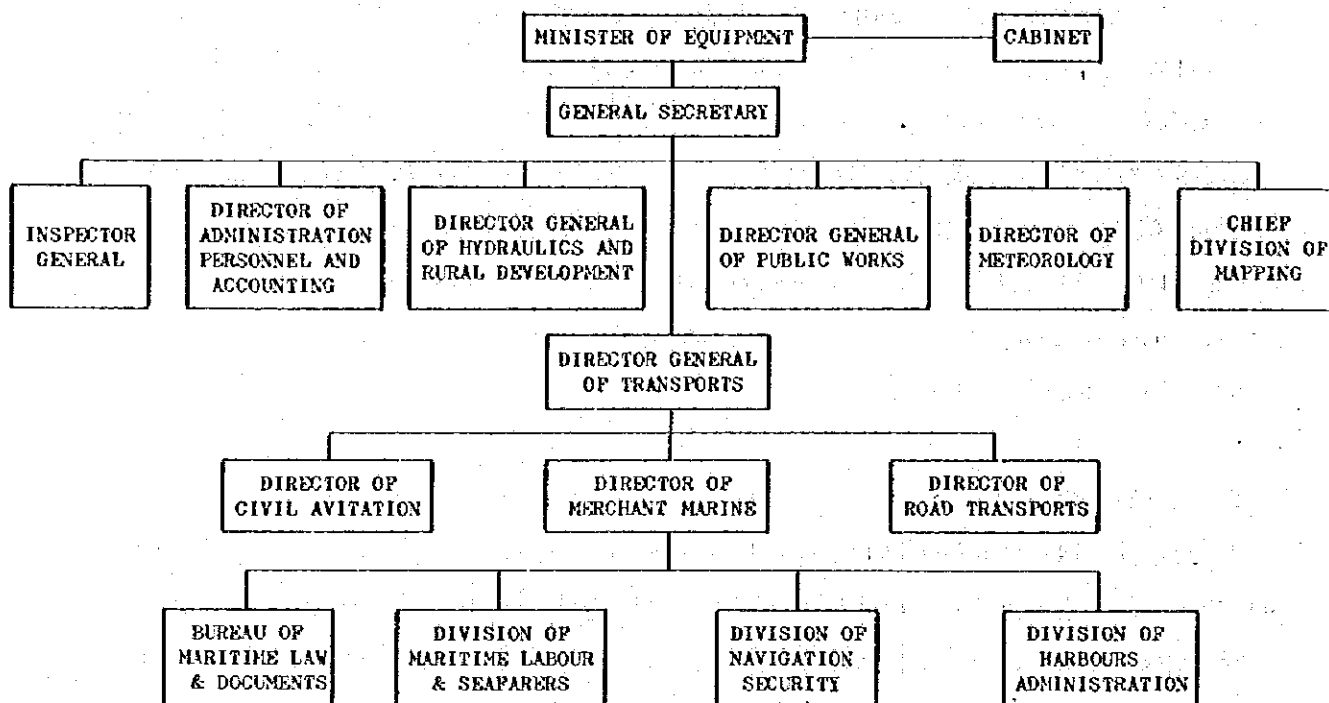 MINISTER OF EQUIPMENT
CABINET
GENERAL SECRETARY
INSPECTOR
GENERAL
DIRECTOR OF
ADMINISTRATION
PERSONNEL AND
ACCOUNTING
DIRECTOR GENERAL
OF HYDRAULICS AND
RURAL DEVELOPMENT
DIRECTOR GENERAL
OF PUBLIC WORKS
DIRECTOR OF
METEOROLOGY
CHIEF
DIVISION OF
MAPPING
DIRECTOR GENERAL
OF TRANSPORTS
DIRECTOR OF
CIVIL AVITATION
DIRECTOR OF
MERCHANT MARINE
DIRECTOR OF
ROAD TRANSPORTS
BUREAU OF
MARITIME LAW
& DOCUMENTS
DIVISION OF
MARITIME LABOUR
& SEAFARERS
DIVISION OF
NAVIGATION
SECURITY
DIVISION OF
HARBOURS
ADMINISTRATION